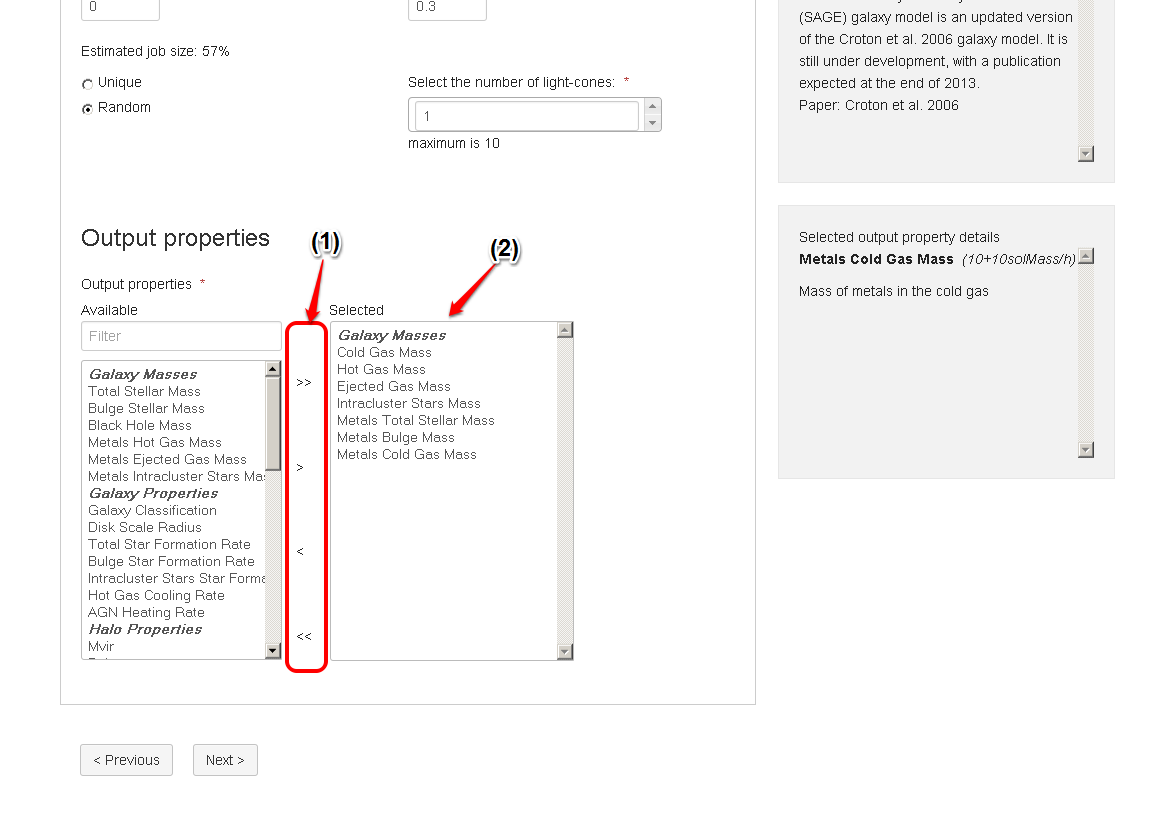 0
0.3
Estimated job size: 57%
Unique
Random
Select the number of light-cones: *
1
maximum is 10
Output properties
(1)
(2)
Output properties *
Available
Filter
Galaxy Masses
Total Stellar Mass
Bulge Stellar Mass
Black Hole Mass
Metals Hot Gas Mass
Metals Ejected Gas Mass
Metals Intracluster Stars Mas
Galaxy Properties
Galaxy Classification
Disk Scale Radius
Total Star Formation Rate
Bulge Star Formation Rate
Intracluster Stars Star Forma
Hot Gas Cooling Rate
AGN Heating Rate
Halo Properties
Mvir
>>
>
<
<<
Selected
Galaxy Masses
Cold Gas Mass
Hot Gas Mass
Ejected Gas Mass
Intracluster Stars Mass
Metals Total Stellar Mass
Metals Bulge Mass
Metals Cold Gas Mass
< Previous
Next >
(SAGE) galaxy model is an updated version
of the Croton et al. 2006 galaxy model. It is
still under development, with a publication
expected at the end of 2013.
Paper: Croton et al. 2006
Selected output property details
Metals Cold Gas Mass (10+10solMass/h)
Mass of metals in the cold gas